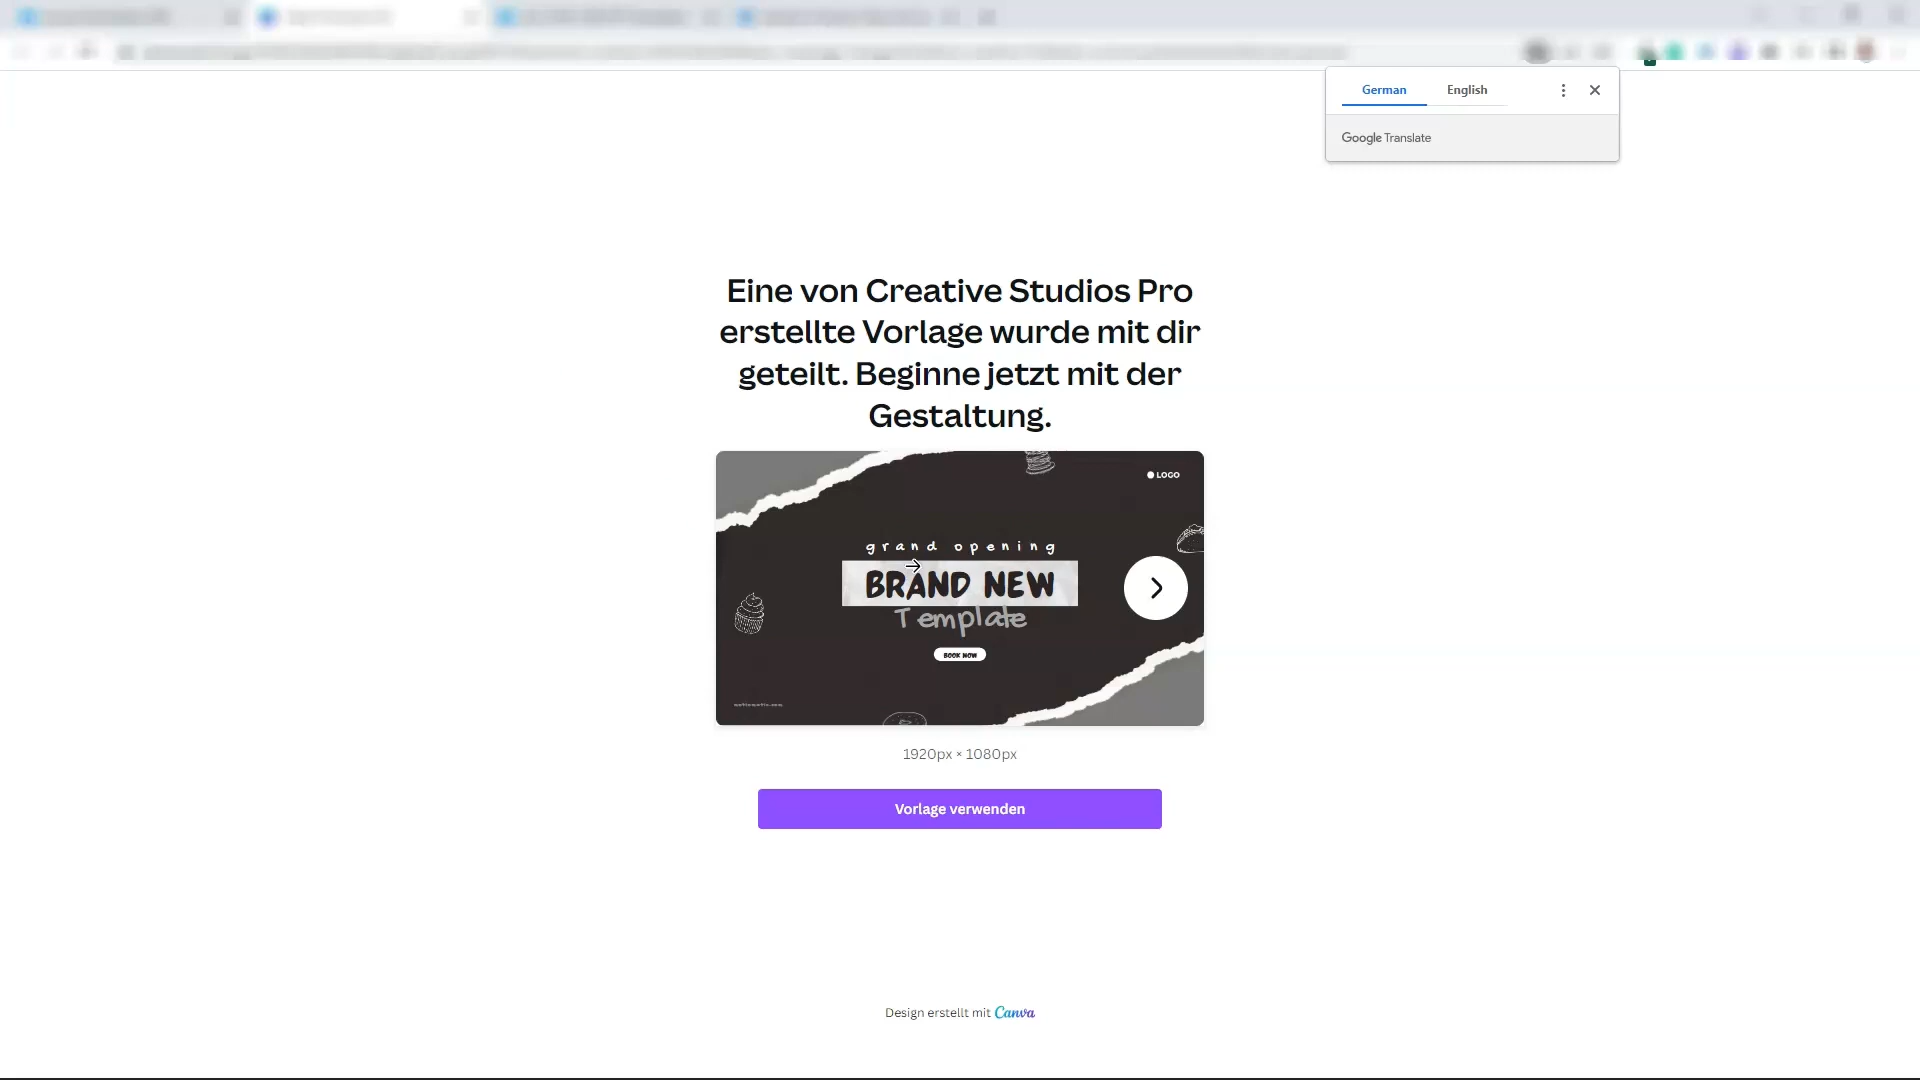 German English
Google Translate
Eine von Creative Studios Pro
erstellte Vorlage wurde mit dir
geteilt. Beginne jetzt mit der
Gestaltung.
LOGO
grand opening
BRAND NEW
Template
BOOK NOW
1920px × 1080px
Vorlage verwenden
Design erstellt mit Canva